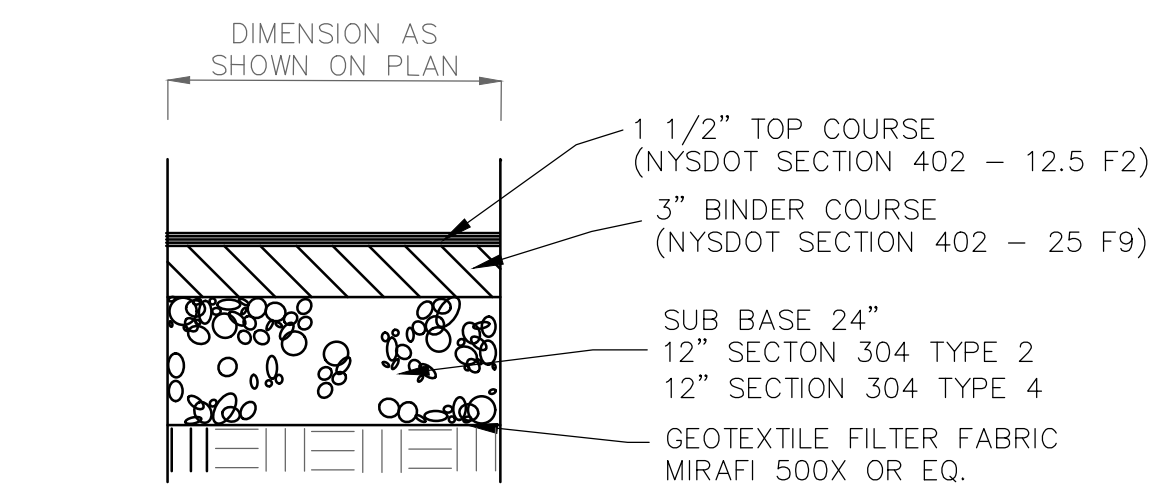 DIMENSION AS
SHOWN ON PLAN
1 1/2” TOP COURSE
(NYSDOT SECTION 402 – 12.5 F2)
3” BINDER COURSE
(NYSDOT SECTION 402 – 25 F9)
SUB BASE 24”
12” SECTON 304 TYPE 2
12” SECTION 304 TYPE 4
GEOTEXTILE FILTER FABRIC
MIRAFI 500X OR EQ.